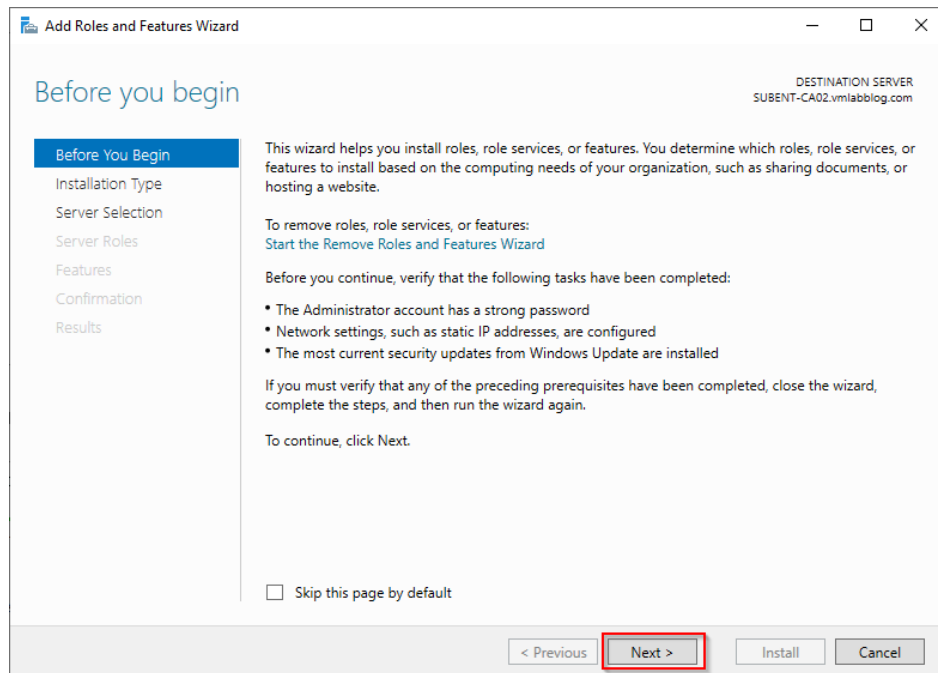 Add Roles and Features Wizard
Before you begin
DESTINATION SERVER
SUBENT-CA02.vmlabblog.com
Before You Begin
Installation Type
Server Selection
Server Roles
Features
Confirmation
Results
This wizard helps you install roles, role services, or features. You determine which roles, role services, or
features to install based on the computing needs of your organization, such as sharing documents, or
hosting a website.
To remove roles, role services, or features:
Start the Remove Roles and Features Wizard
Before you continue, verify that the following tasks have been completed:
• The Administrator account has a strong password
• Network settings, such as static IP addresses, are configured
• The most current security updates from Windows Update are installed
If you must verify that any of the preceding prerequisites have been completed, close the wizard,
complete the steps, and then run the wizard again.
To continue, click Next.
Skip this page by default
< Previous
Next >
Install
Cancel